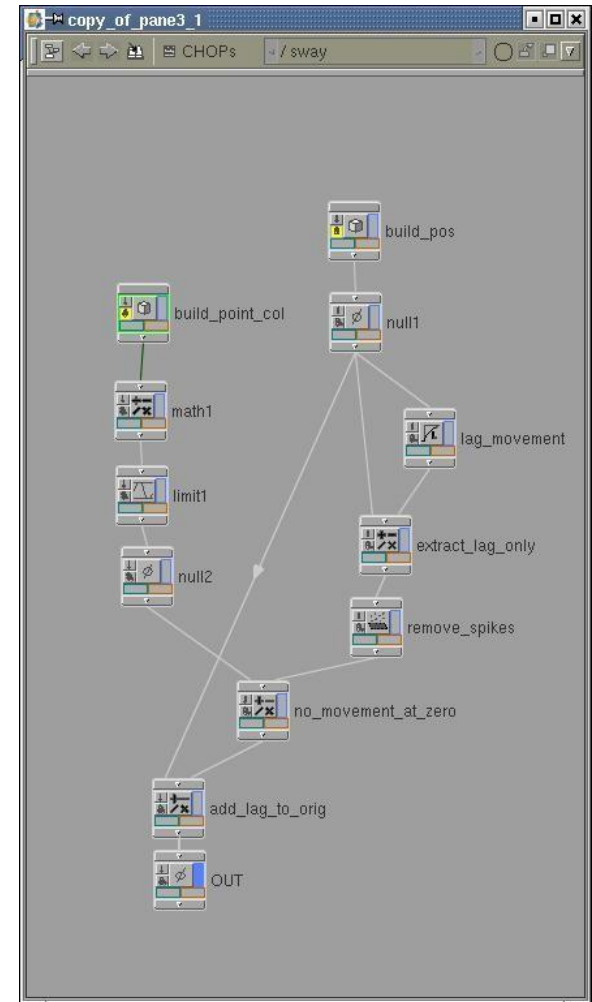 copy_of_pane3_1
CHOPs / sway
build_pos
build_point_col
null1
math1
lag_movement
limit1
extract_lag_only
null2
remove_spikes
no_movement_at_zero
add_lag_to_orig
OUT